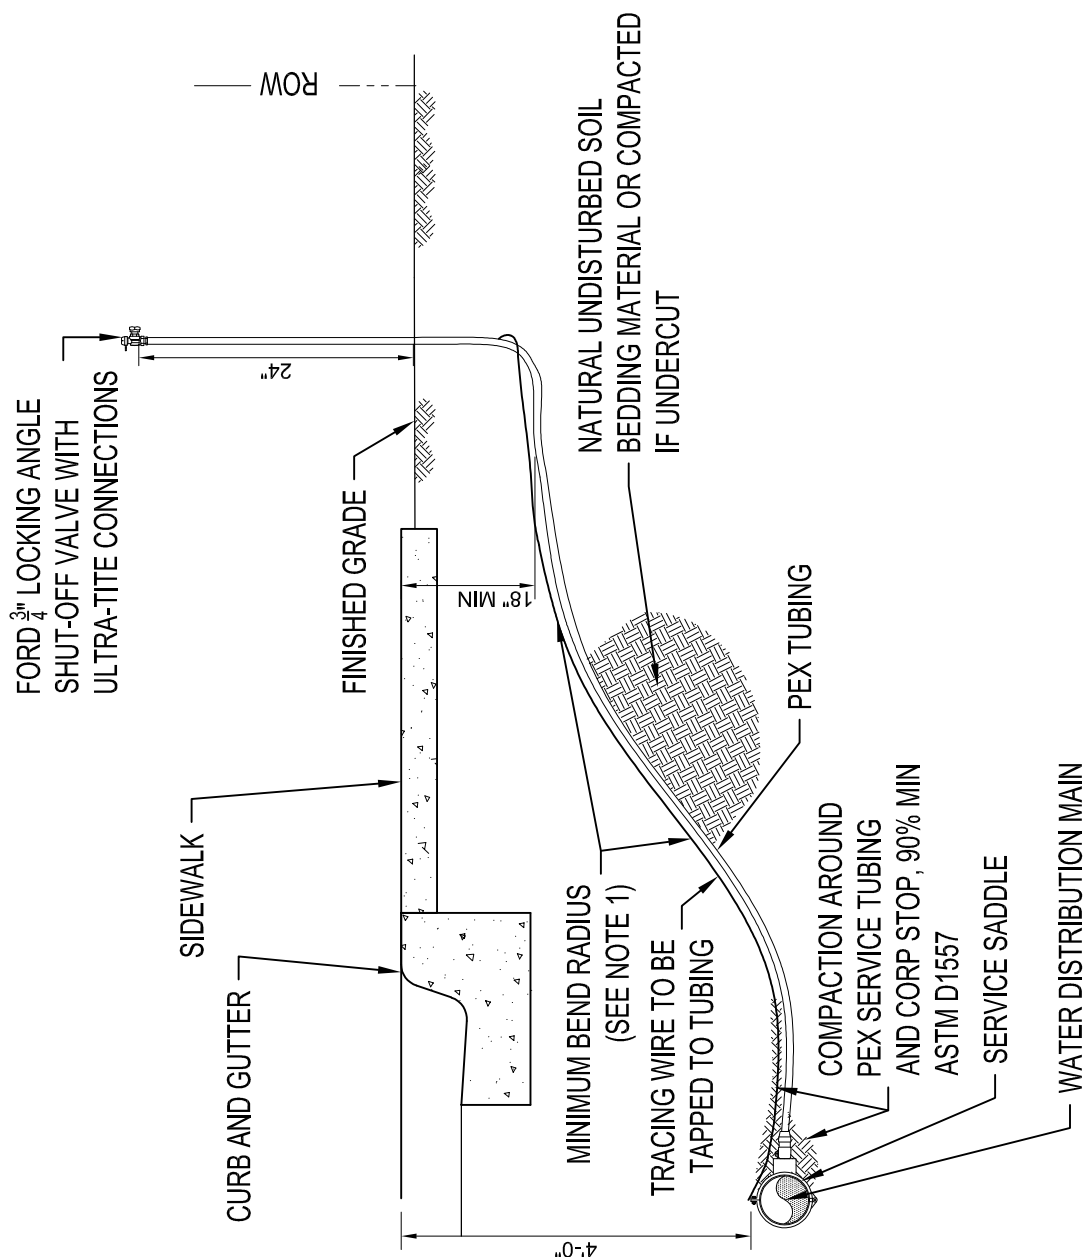 FORD 3/4" LOCKING ANGLE
SHUT-OFF VALVE WITH
ULTRA-TITE CONNECTIONS
ROW
24"
FINISHED GRADE
NATURAL UNDISTURBED SOIL
BEDDING MATERIAL OR COMPACTED
IF UNDERCUT
18" MIN
SIDEWALK
CURB AND GUTTER
PEX TUBING
MINIMUM BEND RADIUS
(SEE NOTE 1)
TRACING WIRE TO BE
TAPPED TO TUBING
COMPACTION AROUND
PEX SERVICE TUBING
AND CORP STOP, 90% MIN
ASTM D1557
SERVICE SADDLE
WATER DISTRIBUTION MAIN
4'-0"